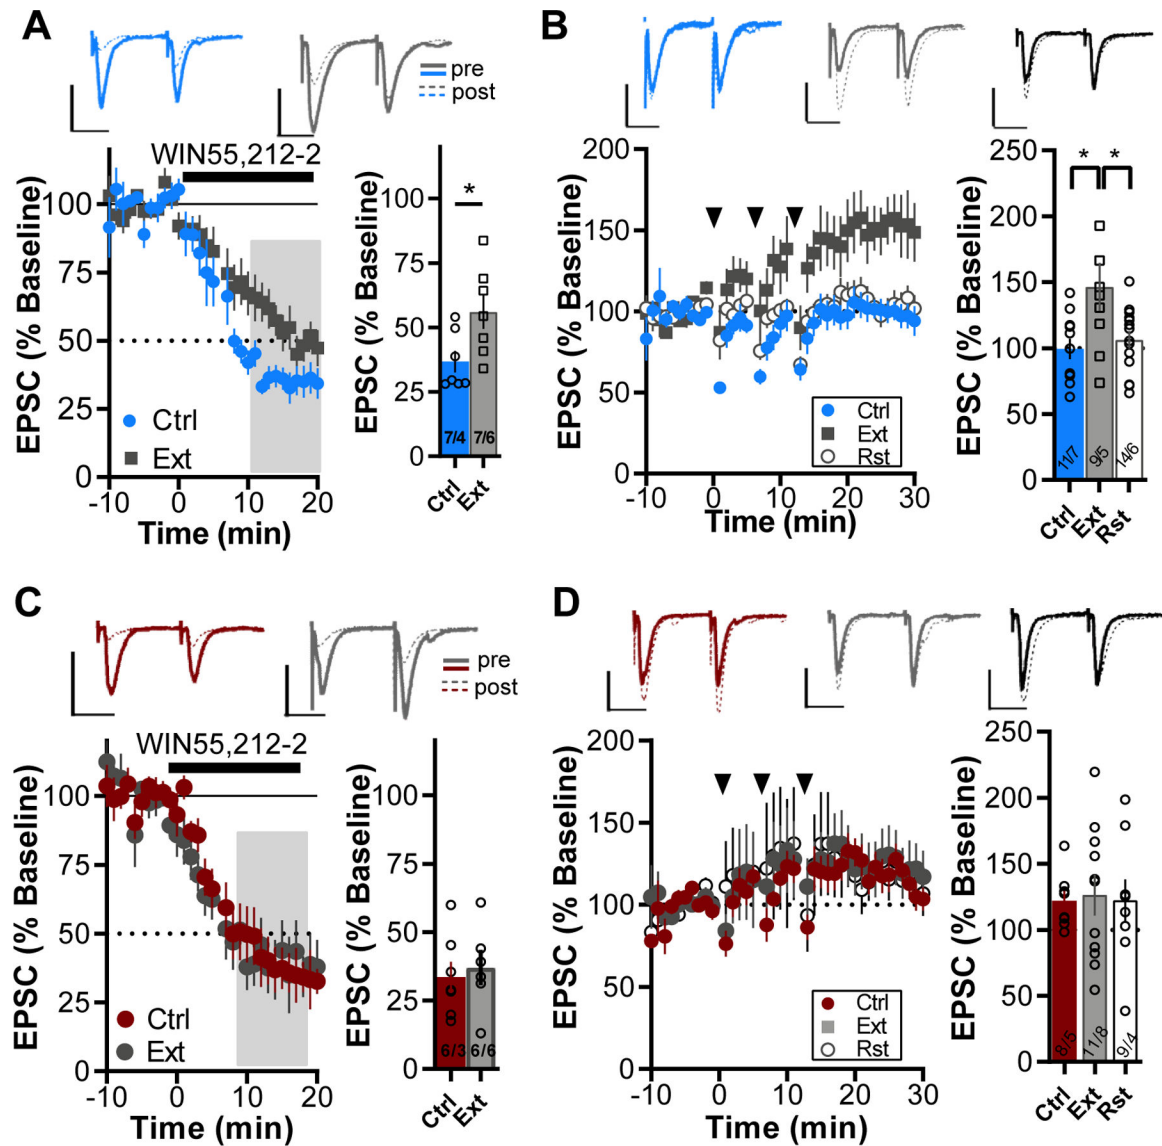 A
pre
post
WIN55,212-2
EPSC (% Baseline)
100
75
50
25
0
Ctrl
Ext
-10 0 10 20
Time (min)
EPSC (% Baseline)
100
75
50
25
0
*
7/4 7/6
Ctrl Ext
B
EPSC (% Baseline)
200
150
100
50
0
Ctrl
Ext
Rst
-10 0 10 20 30
Time (min)
EPSC (% Baseline)
250
200
150
100
50
0
* *
11/7 9/5 14/6
Ctrl Ext Rst
C
pre
post
WIN55,212-2
EPSC (% Baseline)
100
75
50
25
0
Ctrl
Ext
-10 0 10 20
Time (min)
EPSC (% Baseline)
100
75
50
25
0
6/3 6/6
Ctrl Ext
D
EPSC (% Baseline)
200
150
100
50
0
Ctrl
Ext
Rst
-10 0 10 20 30
Time (min)
EPSC (% Baseline)
250
200
150
100
50
0
8/5 11/8 9/4
Ctrl Ext Rst